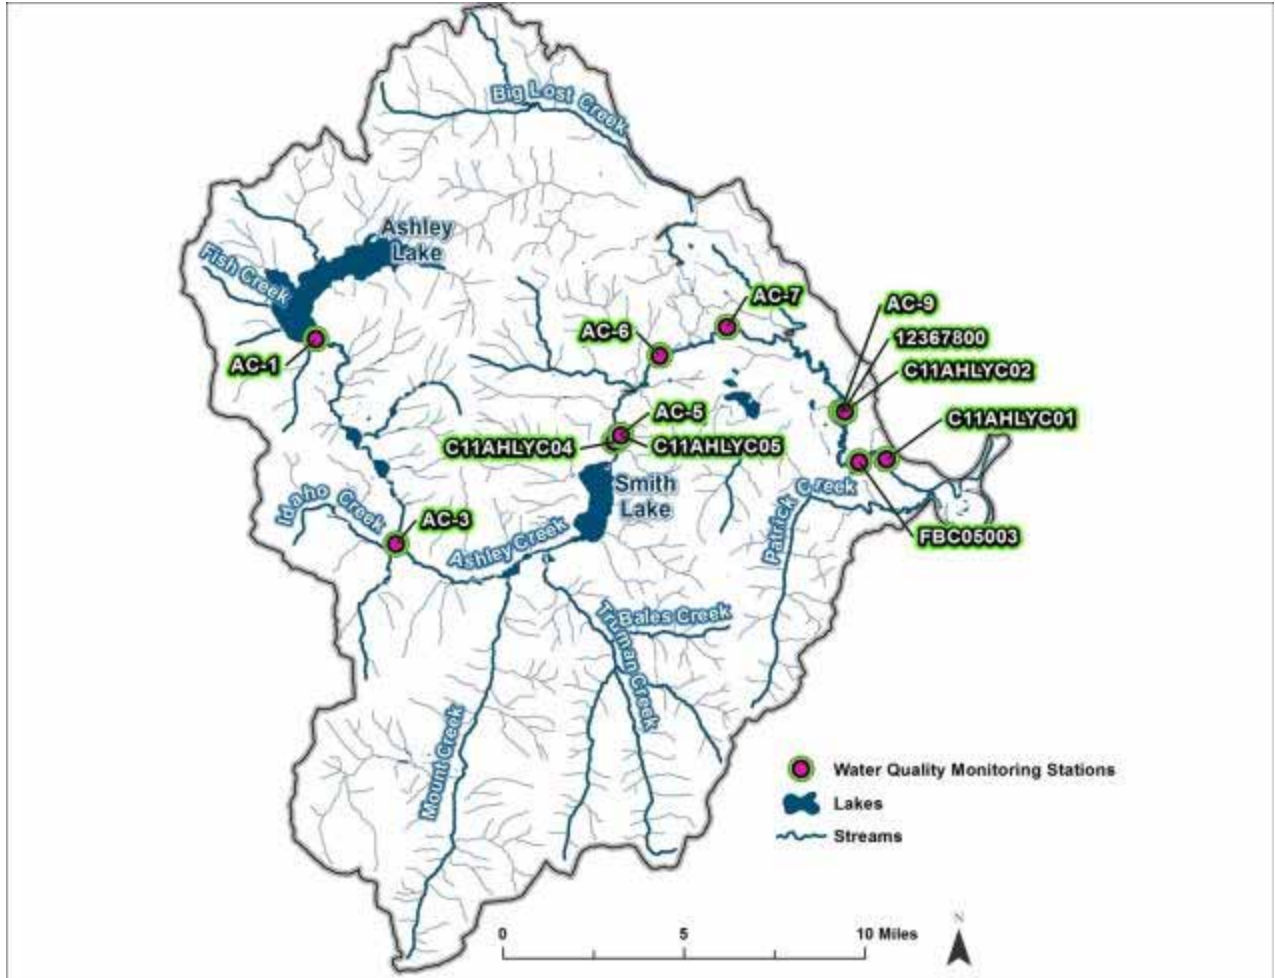 Big Lost Creek
Ashley
Lake
Fish Creek
AC-1
AC-7
AC-6
AC-9
12367800
C11AHLYC02
AC-5
C11AHLYC04
C11AHLYC05
C11AHLYC01
Smith
Lake
Idaho Creek
AC-3
Ashley Creek
Patrick Creek
FBC05003
Bales Creek
Truman Creek
Mount Creek
Water Quality Monitoring Stations
Lakes
Streams
0 5 10 Miles
N